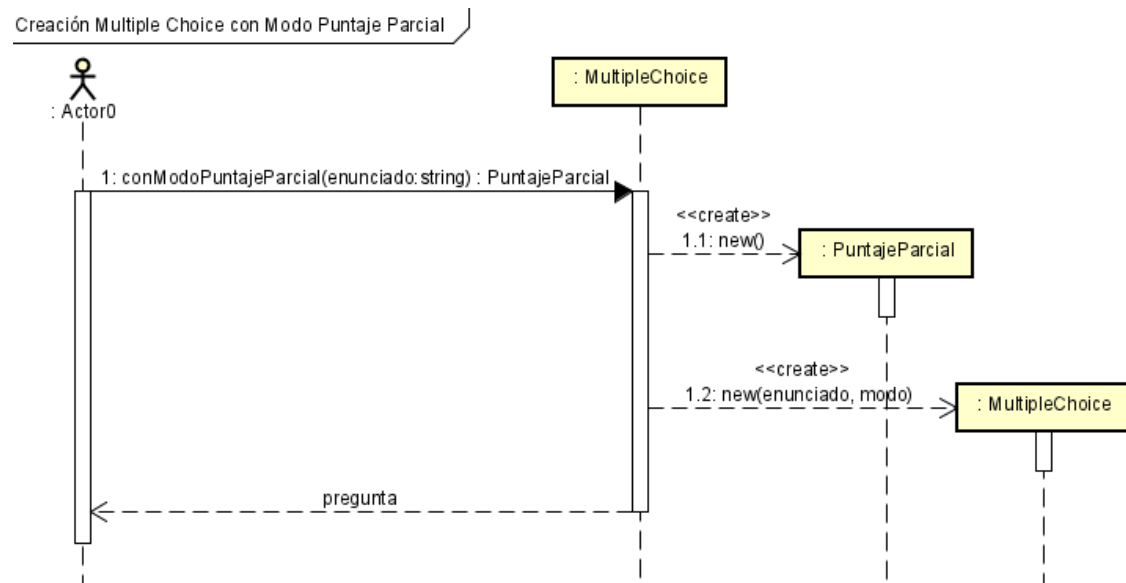 Creación Multiple Choice con Modo Puntaje Parcial
: Actor0
: MultipleChoice
1: conModoPuntajeParcial(enunciado:string) : PuntajeParcial
<<create>>
1.1: new()
: PuntajeParcial
<<create>>
1.2: new(enunciado, modo)
: MultipleChoice
pregunta